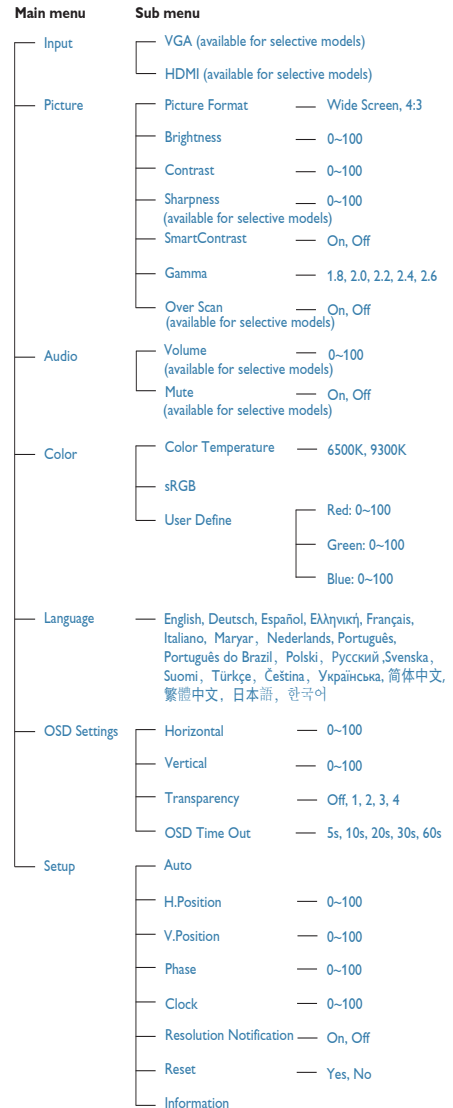 Main menu Sub menu
Input VGA (available for selective models)
HDMI (available for selective models)
Picture Picture Format Wide Screen, 4:3
Brightness 0~100
Contrast 0~100
Sharpness 0~100
(available for selective models)
SmartContrast On, Off
Gamma 1.8, 2.0, 2.2, 2.4, 2.6
Over Scan On, Off
(available for selective models)
Audio Volume 0~100
(available for selective models)
Mute On, Off
(available for selective models)
Color Color Temperature 6500K, 9300K
sRGB
User Define Red: 0~100
Green: 0~100
Blue: 0~100
Language English, Deutsch, Español, Ελληνική, Français,
Italiano, Maryar, Nederlands, Português,
Português do Brazil, Polski, Русский ,Svenska,
Suomi, Türkçe, Čeština, Українська, 简体中文,
繁體中文, 日本語, 한국어
OSD Settings Horizontal 0~100
Vertical 0~100
Transparency Off, 1, 2, 3, 4
OSD Time Out 5s, 10s, 20s, 30s, 60s
Setup Auto
H.Position 0~100
V.Position 0~100
Phase 0~100
Clock 0~100
Resolution Notification On, Off
Reset Yes, No
Information